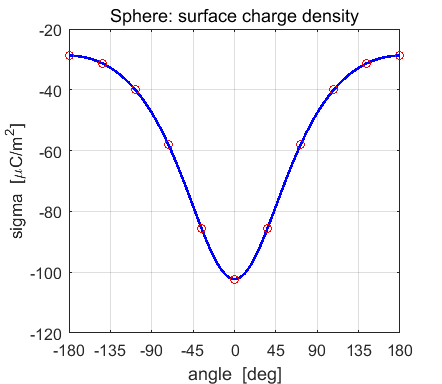 Sphere: surface charge density
-20
-40
-60
-80
-100
-120
sigma [μC/m²]
-180 -135 -90 -45 0 45 90 135 180
angle [deg]